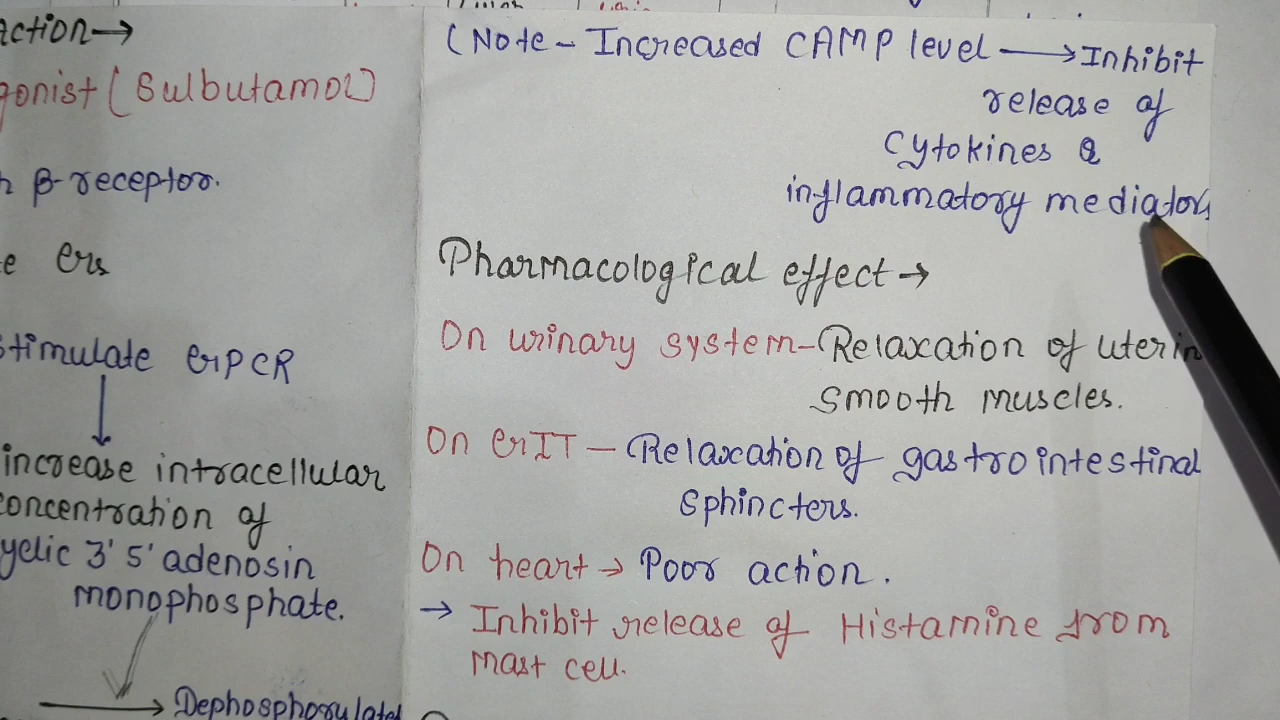 action→
gonist (Salbutamol)
n β-receptor.
e Grs
stimulate GPCR
increase intracellular
concentration of
yclic 3' 5' adenosin
monophosphate.
→ Dephosphorylated
(Note - Increased CAMP level → Inhibit
release of
Cytokines &
inflammatory mediators
Pharmacological effect →
On urinary system - Relaxation of uterin
smooth muscles.
On GIT - Relaxation of gastrointestinal
Sphincters.
On heart → Poor action.
→ Inhibit release of Histamine from
mast cell.